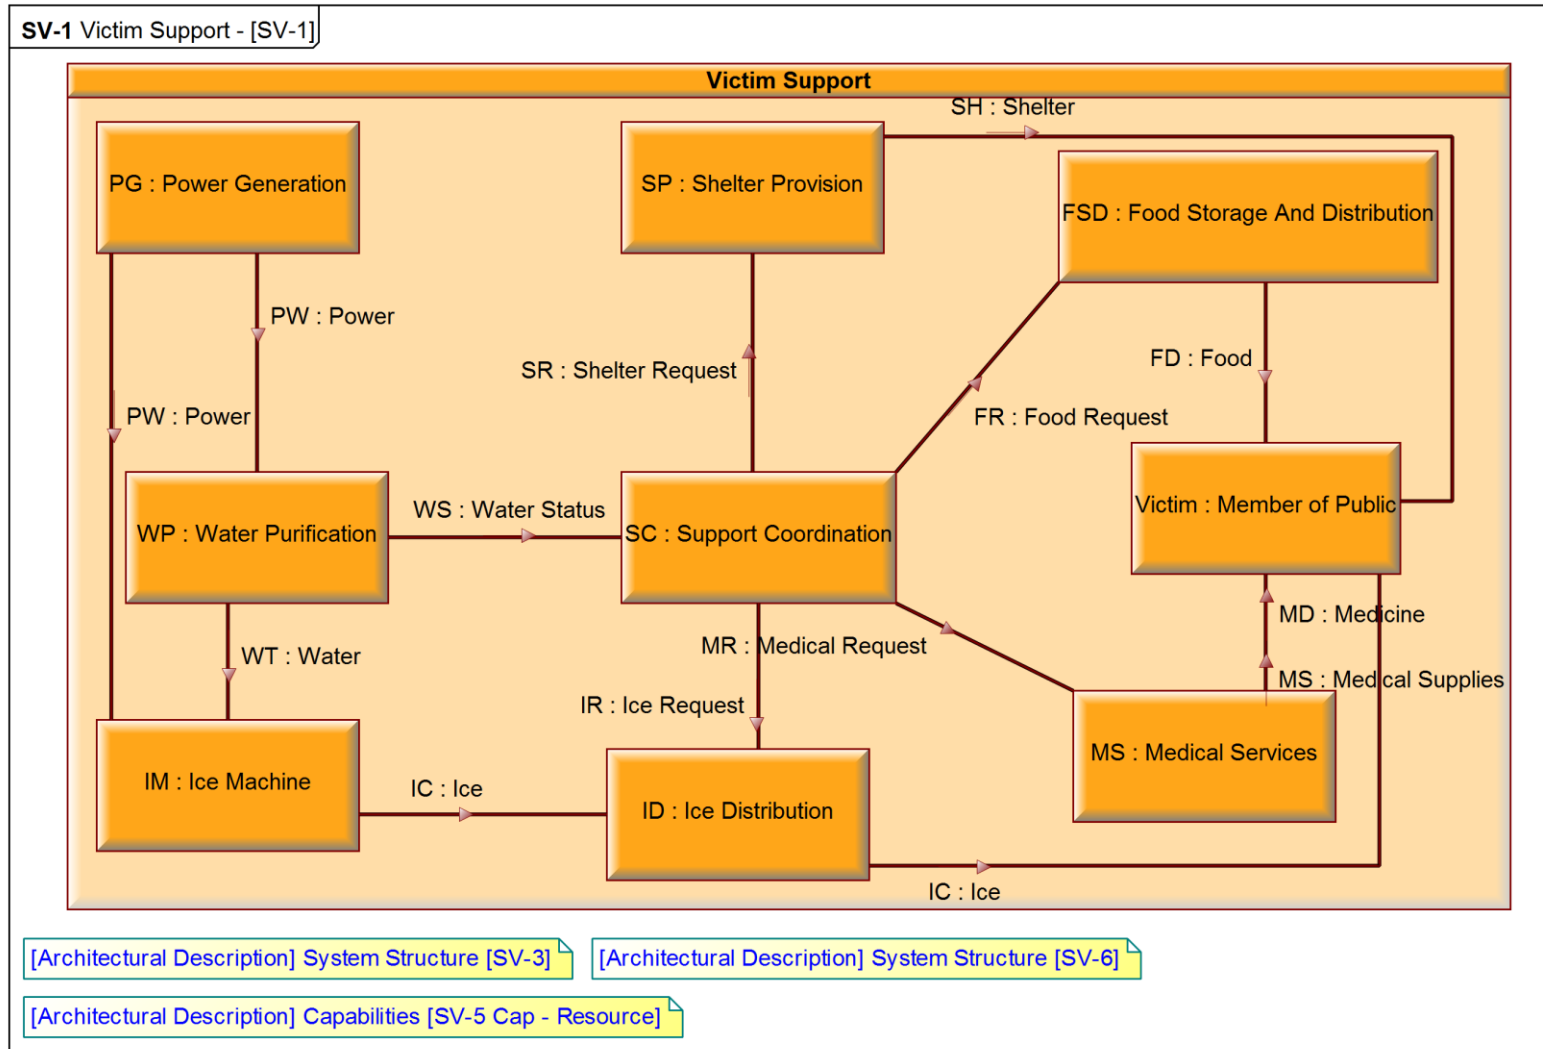 SV-1 Victim Support - [SV-1]
Victim Support
SH : Shelter
PG : Power Generation
SP : Shelter Provision
FSD : Food Storage And Distribution
PW : Power
SR : Shelter Request
FD : Food
PW : Power
FR : Food Request
WS : Water Status
Victim : Member of Public
WP : Water Purification
SC : Support Coordination
MD : Medicine
WT : Water
MR : Medical Request
MS : Medical Supplies
IR : Ice Request
MS : Medical Services
IM : Ice Machine
IC : Ice
ID : Ice Distribution
IC : Ice
[Architectural Description] System Structure [SV-3]
[Architectural Description] System Structure [SV-6]
[Architectural Description] Capabilities [SV-5 Cap - Resource]